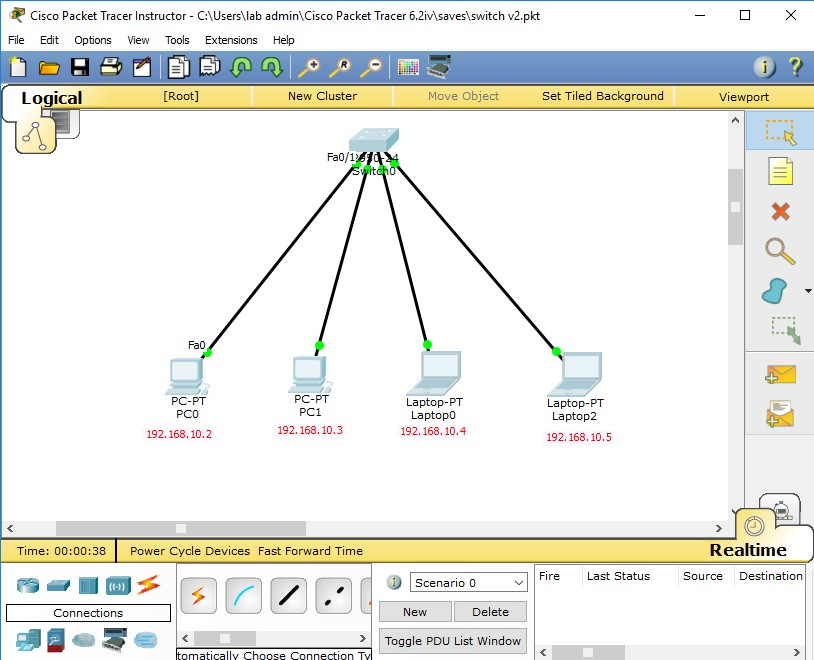 Cisco Packet Tracer Instructor - C:\Users\lab admin\Cisco Packet Tracer 6.2iv\saves\switch v2.pkt
File Edit Options View Tools Extensions Help
Logical [Root] New Cluster Move Object Set Tiled Background Viewport
Fa0/1
Switch0
Fa0
PC-PT
PC0
192.168.10.2
PC-PT
PC1
192.168.10.3
Laptop-PT
Laptop0
192.168.10.4
Laptop-PT
Laptop2
192.168.10.5
Time: 00:00:38 Power Cycle Devices Fast Forward Time Realtime
Connections
Scenario 0
New Delete
Toggle PDU List Window
Fire Last Status Source Destination
tomatically Choose Connection Ty